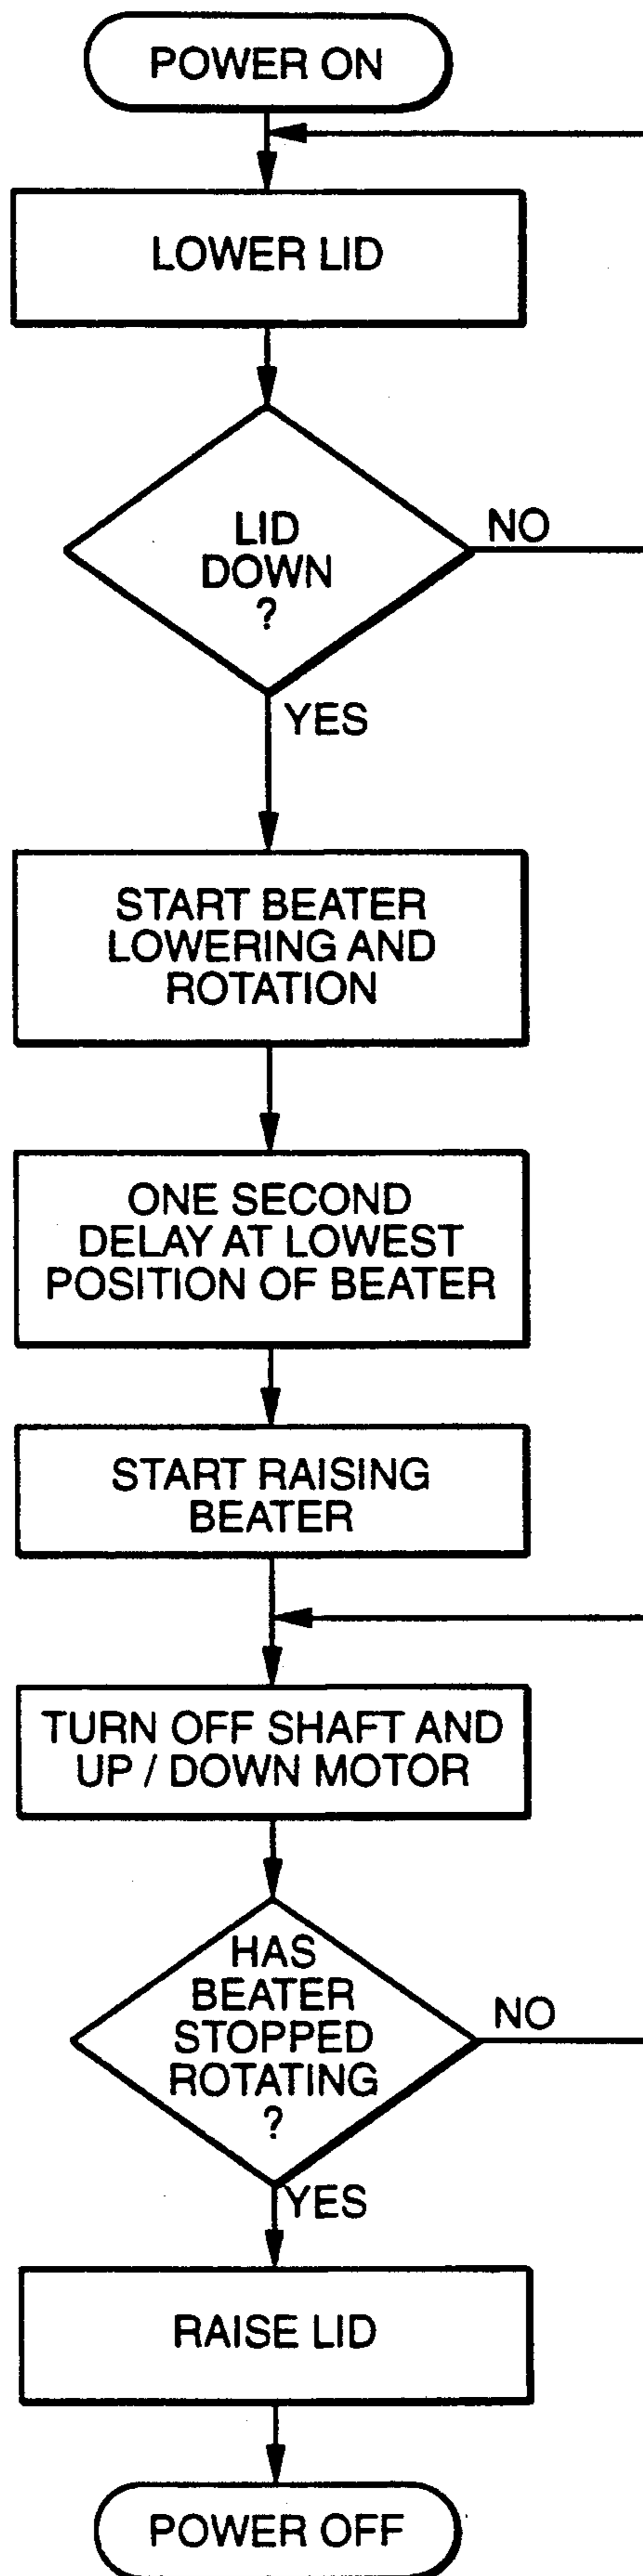 POWER ON
LOWER LID
LID
DOWN
?
NO
YES
START BEATER
LOWERING AND
ROTATION
ONE SECOND
DELAY AT LOWEST
POSITION OF BEATER
START RAISING
BEATER
TURN OFF SHAFT AND
UP / DOWN MOTOR
HAS
BEATER
STOPPED
ROTATING
?
NO
YES
RAISE LID
POWER OFF